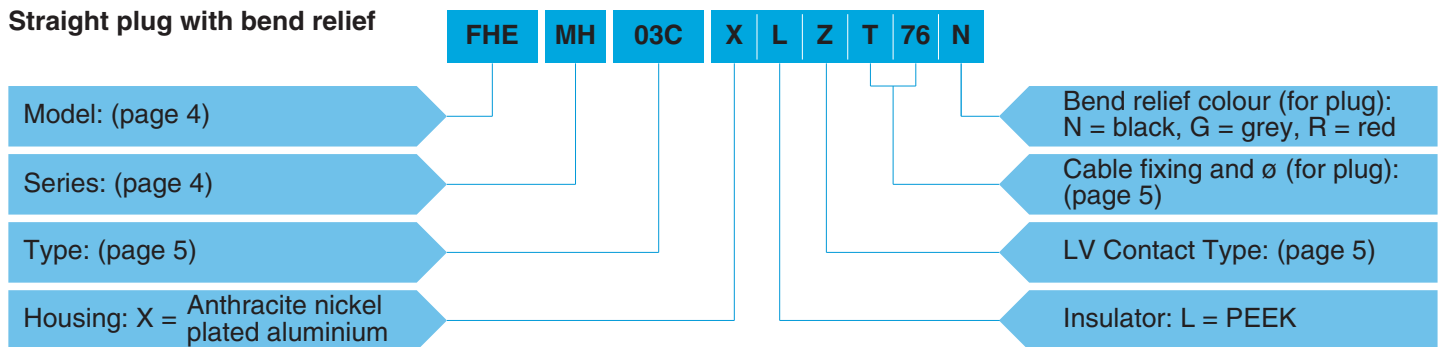 Straight plug with bend relief
FHE MH 03C X L Z T 76 N
Model: (page 4)
Series: (page 4)
Type: (page 5)
Housing: X = Anthracite nickel
plated aluminium
Bend relief colour (for plug):
N = black, G = grey, R = red
Cable fixing and ø (for plug):
(page 5)
LV Contact Type: (page 5)
Insulator: L = PEEK